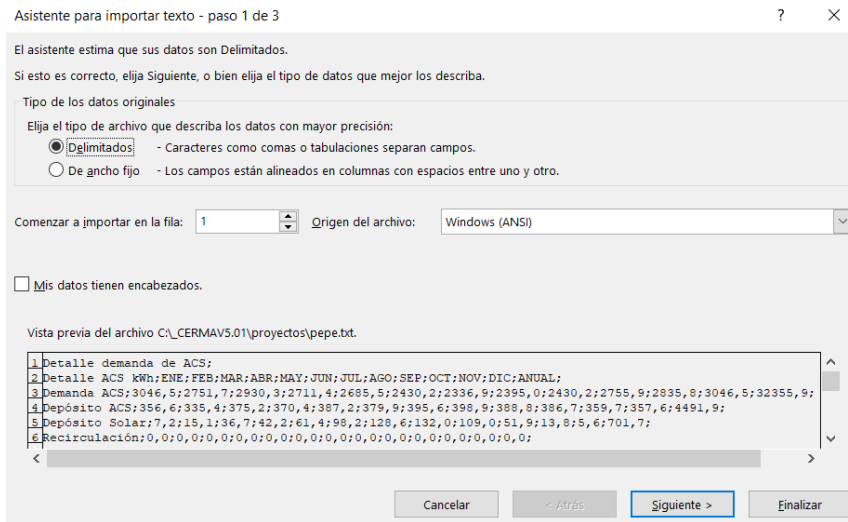 Asistente para importar texto - paso 1 de 3 ? ×
El asistente estima que sus datos son Delimitados.
Si esto es correcto, elija Siguiente, o bien elija el tipo de datos que mejor los describa.
Tipo de los datos originales
Elija el tipo de archivo que describa los datos con mayor precisión:
Delimitados - Caracteres como comas o tabulaciones separan campos.
De ancho fijo - Los campos están alineados en columnas con espacios entre uno y otro.
Comenzar a importar en la fila: 1 Origen del archivo: Windows (ANSI)
Mis datos tienen encabezados.
Vista previa del archivo C:\_CERMAV5.01\proyectos\pepe.txt.
1 Detalle demanda de ACS;
2 Detalle ACS kWh;ENE;FEB;MAR;ABR;MAY;JUN;JUL;AGO;SEP;OCT;NOV;DIC;ANUAL;
3 Demanda ACS;3046,5;2751,7;2930,3;2711,4;2685,5;2430,2;2336,9;2395,0;2430,2;2755,9;2835,8;3046,5;32355,9;
4 Depósito ACS;356,6;335,4;375,2;370,4;387,2;379,9;395,6;398,9;388,8;386,7;359,7;357,6;4491,9;
5 Depósito Solar;7,2;15,1;36,7;42,2;61,4;98,2;128,6;132,0;109,0;51,9;13,8;5,6;701,7;
6 Recirculación;0,0;0,0;0,0;0,0;0,0;0,0;0,0;0,0;0,0;0,0;0,0;0,0;0,0;
Cancelar < Atrás Siguiente > Finalizar